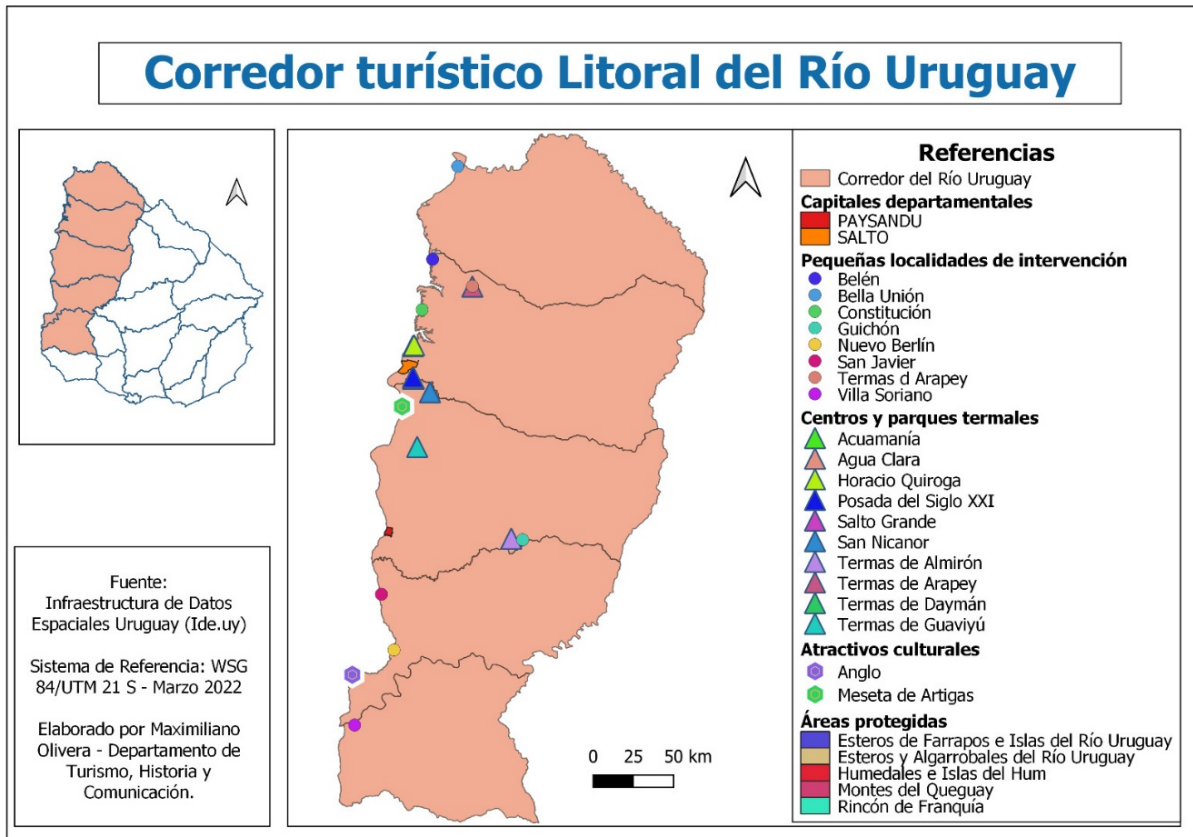 Corredor turístico Litoral del Río Uruguay
Fuente:
Infraestructura de Datos
Espaciales Uruguay (Ide.uy)
Sistema de Referencia: WSG
84/UTM 21 S - Marzo 2022
Elaborado por Maximiliano
Olivera - Departamento de
Turismo, Historia y
Comunicación.
0 25 50 km
Referencias
Corredor del Río Uruguay
Capitales departamentales
PAYSANDU
SALTO
Pequeñas localidades de intervención
Belén
Bella Unión
Constitución
Guichón
Nuevo Berlín
San Javier
Termas d Arapey
Villa Soriano
Centros y parques termales
Acuamanía
Agua Clara
Horacio Quiroga
Posada del Siglo XXI
Salto Grande
San Nicanor
Termas de Almirón
Termas de Arapey
Termas de Daymán
Termas de Guaviyú
Atractivos culturales
Anglo
Meseta de Artigas
Áreas protegidas
Esteros de Farrapos e Islas del Río Uruguay
Esteros y Algarrobales del Río Uruguay
Humedales e Islas del Hum
Montes del Queguay
Rincón de Franquía